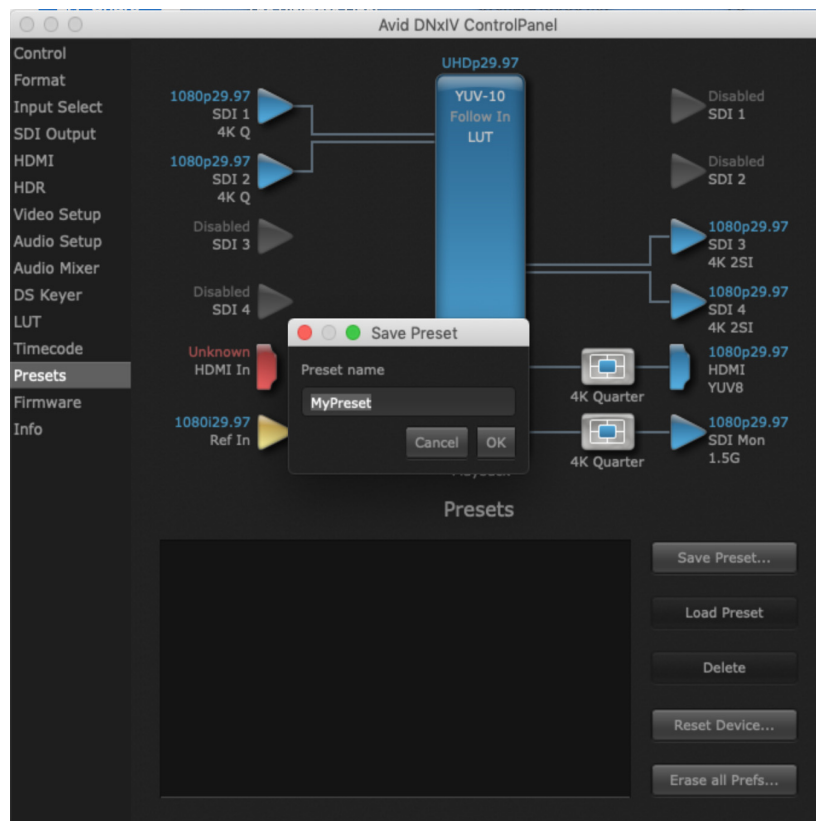 Avid DNxIV ControlPanel
Control
Format
Input Select
SDI Output
HDMI
HDR
Video Setup
Audio Setup
Audio Mixer
DS Keyer
LUT
Timecode
Presets
Firmware
Info
UHDp29.97
YUV-10
Follow In
LUT
1080p29.97
SDI 1
4K Q
1080p29.97
SDI 2
4K Q
Disabled
SDI 3
Disabled
SDI 4
Unknown
HDMI In
1080i29.97
Ref In
Disabled
SDI 1
Disabled
SDI 2
1080p29.97
SDI 3
4K 2SI
1080p29.97
SDI 4
4K 2SI
4K Quarter
1080p29.97
HDMI
YUV8
4K Quarter
1080p29.97
SDI Mon
1.5G
Save Preset
Preset name
MyPreset
Cancel OK
Presets
Save Preset...
Load Preset
Delete
Reset Device...
Erase all Prefs...